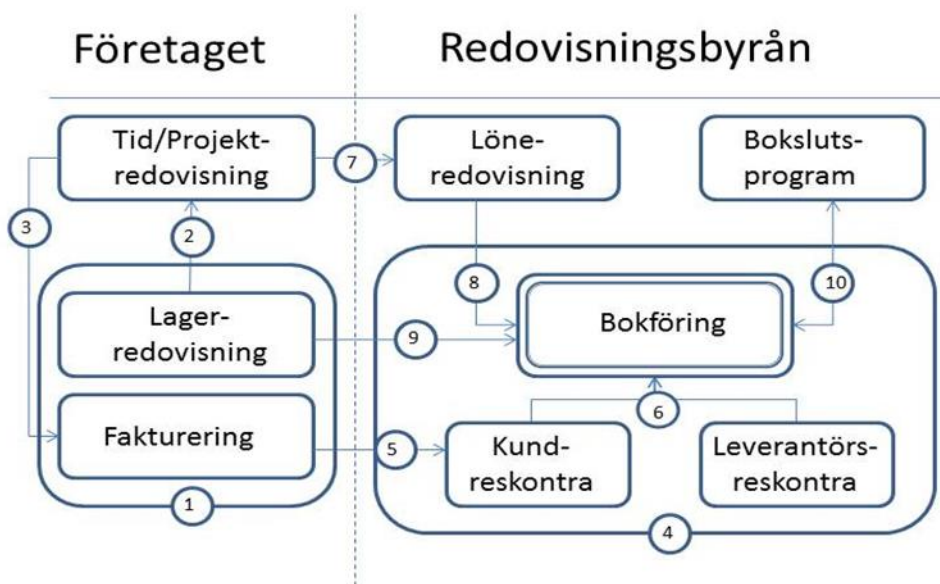 Företaget
Redovisningsbyrån
Tid/Projekt-
redovisning
7
Löne-
redovisning
Boksluts-
program
3
2
8
10
Lager-
redovisning
9
Bokföring
Fakturering
5
6
Kund-
reskontra
Leverantörs-
reskontra
1
4